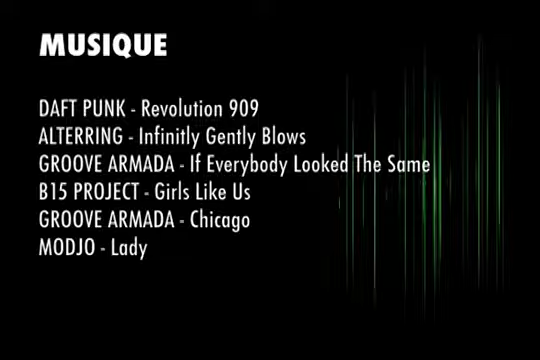 MUSIQUE
DAFT PUNK - Revolution 909
ALTERRING - Infinitly Gently Blows
GROOVE ARMADA - If Everybody Looked The Same
B15 PROJECT - Girls Like Us
GROOVE ARMADA - Chicago
MODJO - Lady